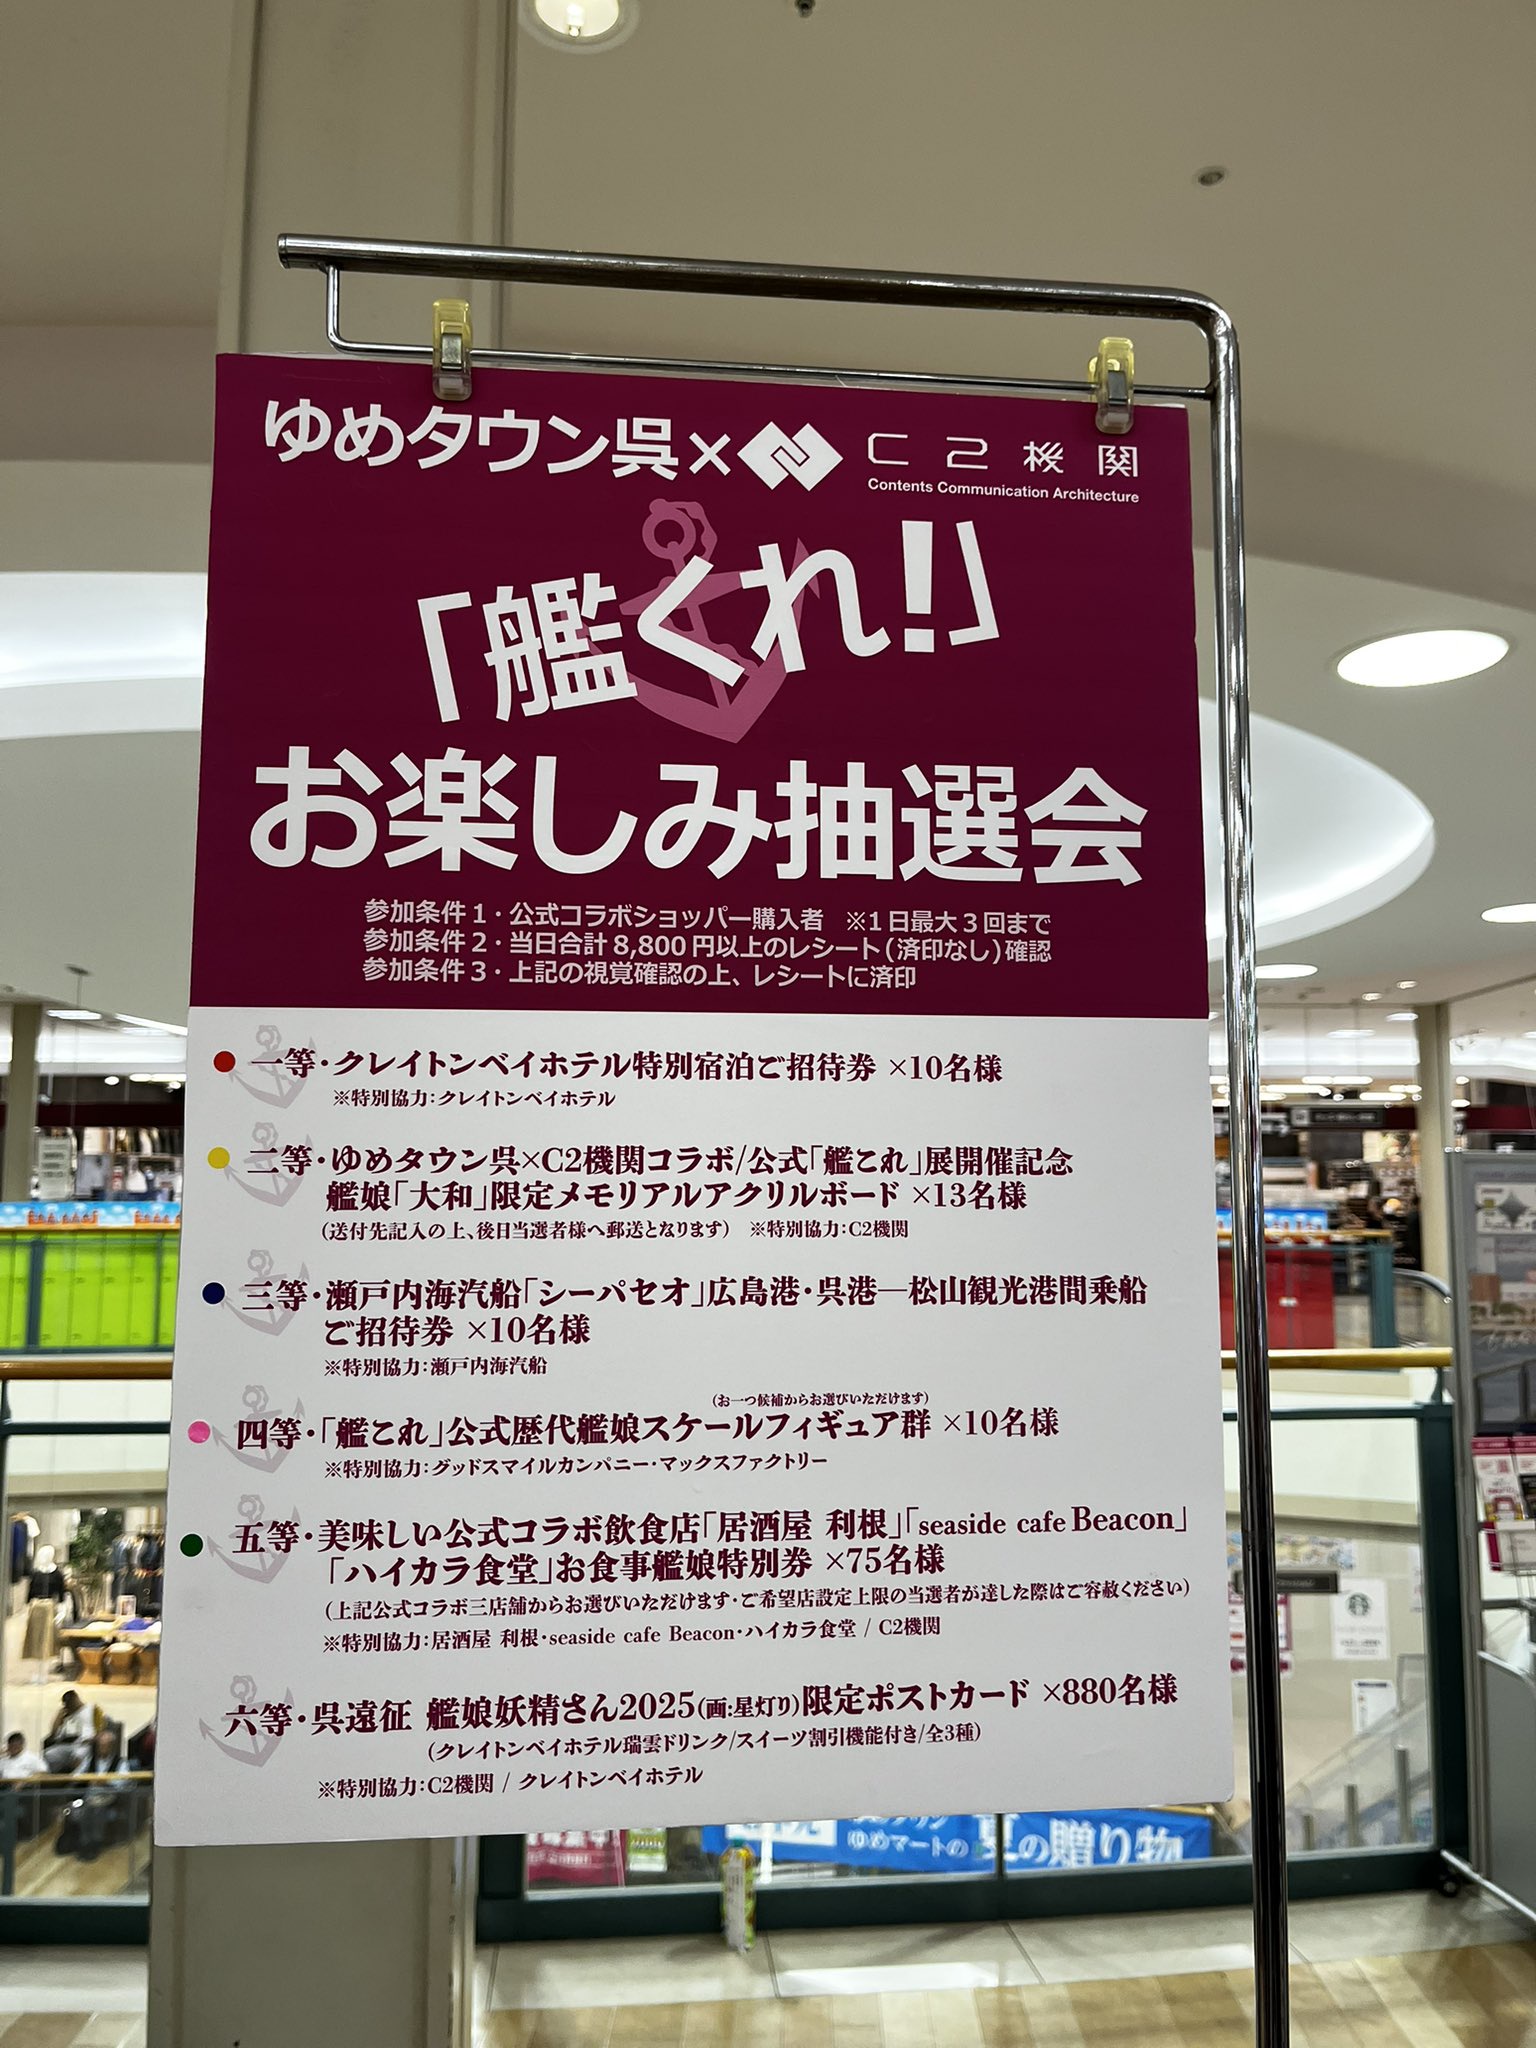 ゆめタウン呉×C2機関
Contents Communication Architecture
「艦くれ!」
お楽しみ抽選会
参加条件1・公式コラボショッパー購入者 ※1日最大3回まで
参加条件2・当日合計8,800円以上のレシート(済印なし)確認
参加条件3・上記の視覚確認の上、レシートに済印
一等・クレイトンベイホテル特別宿泊ご招待券 ×10名様
※特別協力:クレイトンベイホテル
二等・ゆめタウン呉×C2機関コラボ/公式「艦これ」展開催記念
艦娘「大和」限定メモリアルアクリルボード ×13名様
(送付先記入の上、後日当選者様へ郵送となります) ※特別協力:C2機関
三等・瀬戸内海汽船「シーパセオ」広島港・呉港―松山観光港間乗船
ご招待券 ×10名様
※特別協力:瀬戸内海汽船
(お一つ候補からお選びいただけます)
四等・「艦これ」公式歴代艦娘スケールフィギュア群 ×10名様
※特別協力:グッドスマイルカンパニー・マックスファクトリー
五等・美味しい公式コラボ飲食店「居酒屋 利根」「seaside cafe Beacon」
「ハイカラ食堂」お食事艦娘特別券 ×75名様
(上記公式コラボ三店舗からお選びいただけます・ご希望店設定上限の当選者が達した際はご容赦ください)
※特別協力:居酒屋 利根・seaside cafe Beacon・ハイカラ食堂 / C2機関
六等・呉遠征 艦娘妖精さん2025(画:星灯り)限定ポストカード ×880名様
(クレイトンベイホテル瑞雲ドリンク/スイーツ割引機能付き/全3種)
※特別協力:C2機関 / クレイトンベイホテル
ゆめマートの
夏の贈り物